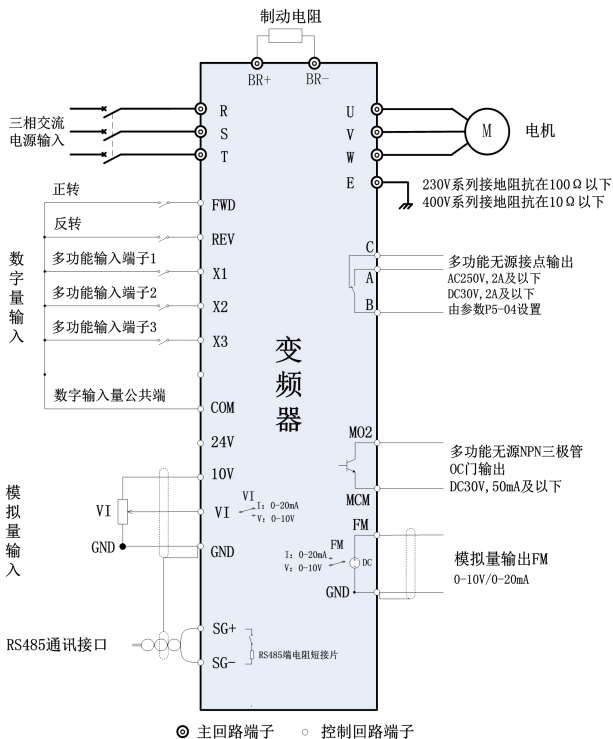 制动电阻
BR+ BR-
三相交流
电源输入
R
S
T
U
V
W
E
M
电机
230V系列接地阻抗在100Ω以下
400V系列接地阻抗在10Ω以下
数字量输入
正转
FWD
反转
REV
多功能输入端子1
X1
多功能输入端子2
X2
多功能输入端子3
X3
数字输入量公共端
COM
24V
变频器
C
A
B
多功能无源接点输出
AC250V,2A及以下
DC30V,2A及以下
由参数P5-04设置
MO2
MCM
多功能无源NPN三极管
OC门输出
DC30V,50mA及以下
模拟量输入
10V
VI
VI
GND
GND
VI
I: 0-20mA
V: 0-10V
FM
FM
I: 0-20mA
V: 0-10V
DC
GND
模拟量输出FM
0-10V/0-20mA
RS485通讯接口
SG+
SG-
RS485端电阻短接片
主回路端子
控制回路端子